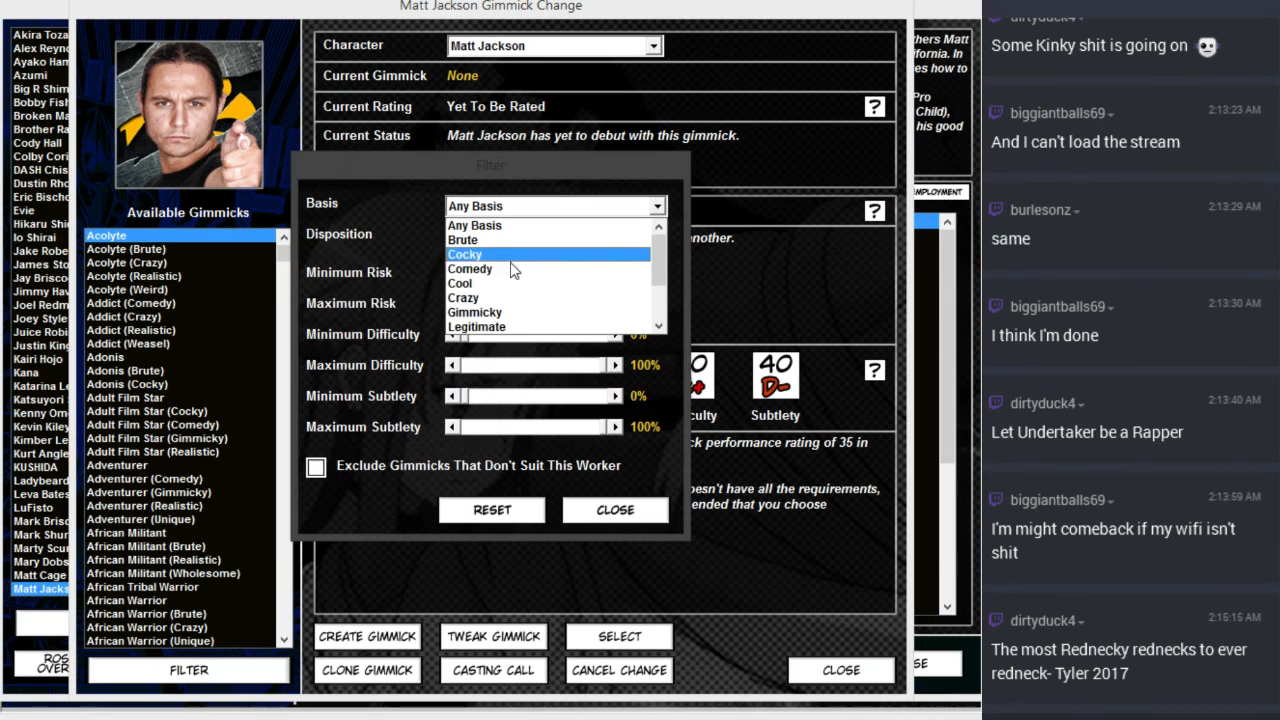 Matt Jackson Gimmick Change
Akira Toza
Alex Reyno
Ayako Ham
Azumi
Big R Shim
Bobby Fish
Broken Ma
Brother Ra
Cody Hall
Colby Cori
DASH Chis
Dustin Rho
Eric Bischo
Evie
Hikaru Shi
Io Shirai
Jake Robe
James Sto
Jay Brisco
Jimmy Hav
Joel Redm
Joey Style
Juice Robi
Justin King
Kairi Hojo
Kana
Katarina Le
Katsuyori
Kenny Ome
Kevin Kiley
Kimber Le
Kurt Angle
KUSHIDA
Ladybeard
Leva Bates
LuFisto
Mark Brisc
Mark Shur
Marty Scur
Mary Dobs
Matt Cage
Matt Jacks
ROS
OVER
Available Gimmicks
Acolyte
Acolyte (Brute)
Acolyte (Crazy)
Acolyte (Realistic)
Acolyte (Weird)
Addict (Comedy)
Addict (Crazy)
Addict (Realistic)
Addict (Weasel)
Adonis
Adonis (Brute)
Adonis (Cocky)
Adult Film Star
Adult Film Star (Cocky)
Adult Film Star (Comedy)
Adult Film Star (Gimmicky)
Adult Film Star (Realistic)
Adventurer
Adventurer (Comedy)
Adventurer (Gimmicky)
Adventurer (Realistic)
Adventurer (Unique)
African Militant
African Militant (Brute)
African Militant (Realistic)
African Militant (Wholesome)
African Tribal Warrior
African Warrior
African Warrior (Brute)
African Warrior (Crazy)
African Warrior (Unique)
FILTER
Character Matt Jackson
Current Gimmick None
Current Rating Yet To Be Rated ?
Current Status Matt Jackson has yet to debut with this gimmick.
Filter
Basis Any Basis
Any Basis
Brute
Cocky
Comedy
Cool
Crazy
Gimmicky
Legitimate
Disposition
Minimum Risk
Maximum Risk
Minimum Difficulty 0%
Maximum Difficulty 100%
Minimum Subtlety 0%
Maximum Subtlety 100%
Exclude Gimmicks That Don't Suit This Worker
RESET CLOSE
?
another.
40
D-
?
culty Subtlety
ck performance rating of 35 in
oesn't have all the requirements,
ended that you choose
CREATE GIMMICK TWEAK GIMMICK SELECT
CLONE GIMMICK CASTING CALL CANCEL CHANGE CLOSE
thers Matt
ifornia. In
es how to
Pro
Child),
his good
MPLOYMENT
SE
dirtyduck4
Some Kinky shit is going on
biggiantballs69 2:13:23 AM
And I can't load the stream
burlesonz 2:13:29 AM
same
biggiantballs69 2:13:30 AM
I think I'm done
dirtyduck4 2:13:40 AM
Let Undertaker be a Rapper
biggiantballs69 2:13:59 AM
I'm might comeback if my wifi isn't
shit
dirtyduck4 2:15:15 AM
The most Rednecky rednecks to ever
redneck- Tyler 2017